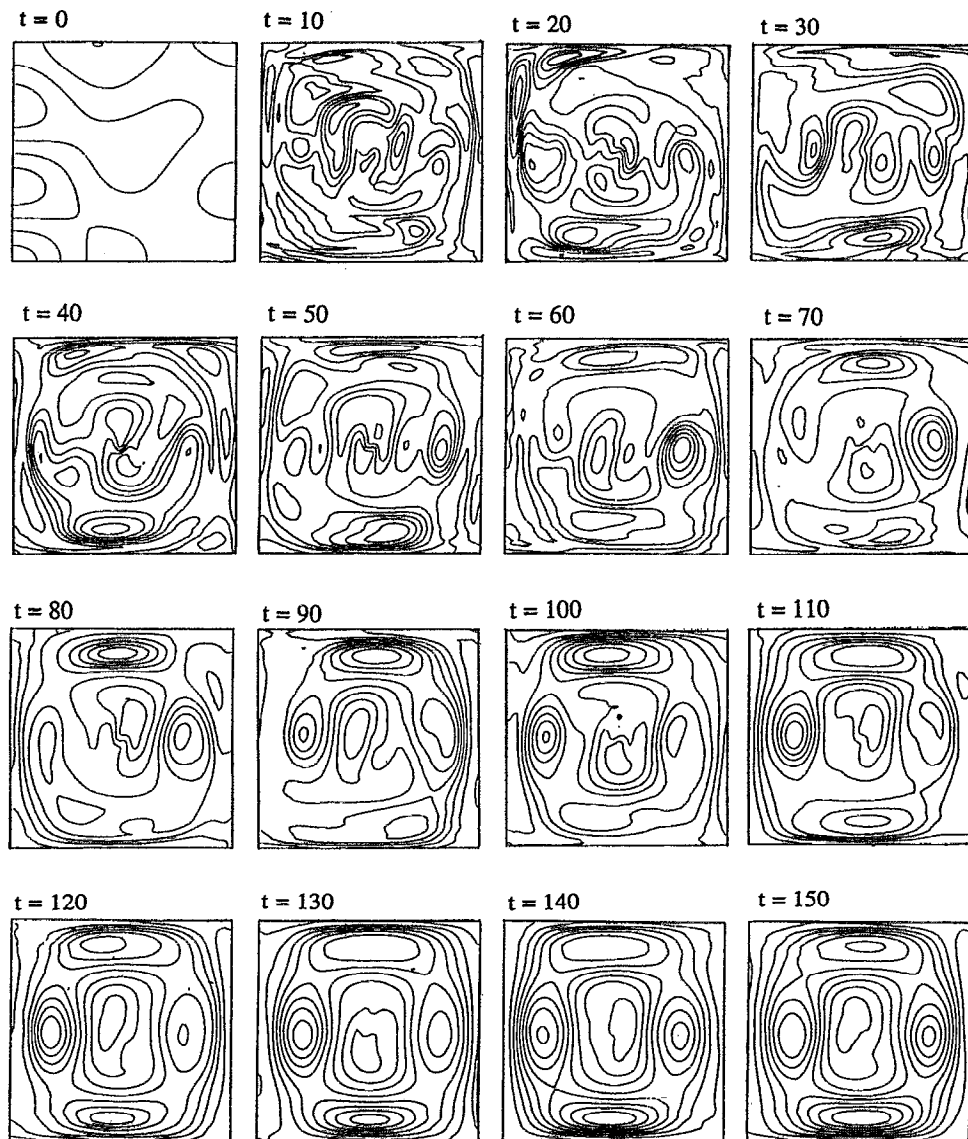 t = 0
t = 10
t = 20
t = 30
t = 40
t = 50
t = 60
t = 70
t = 80
t = 90
t = 100
t = 110
t = 120
t = 130
t = 140
t = 150